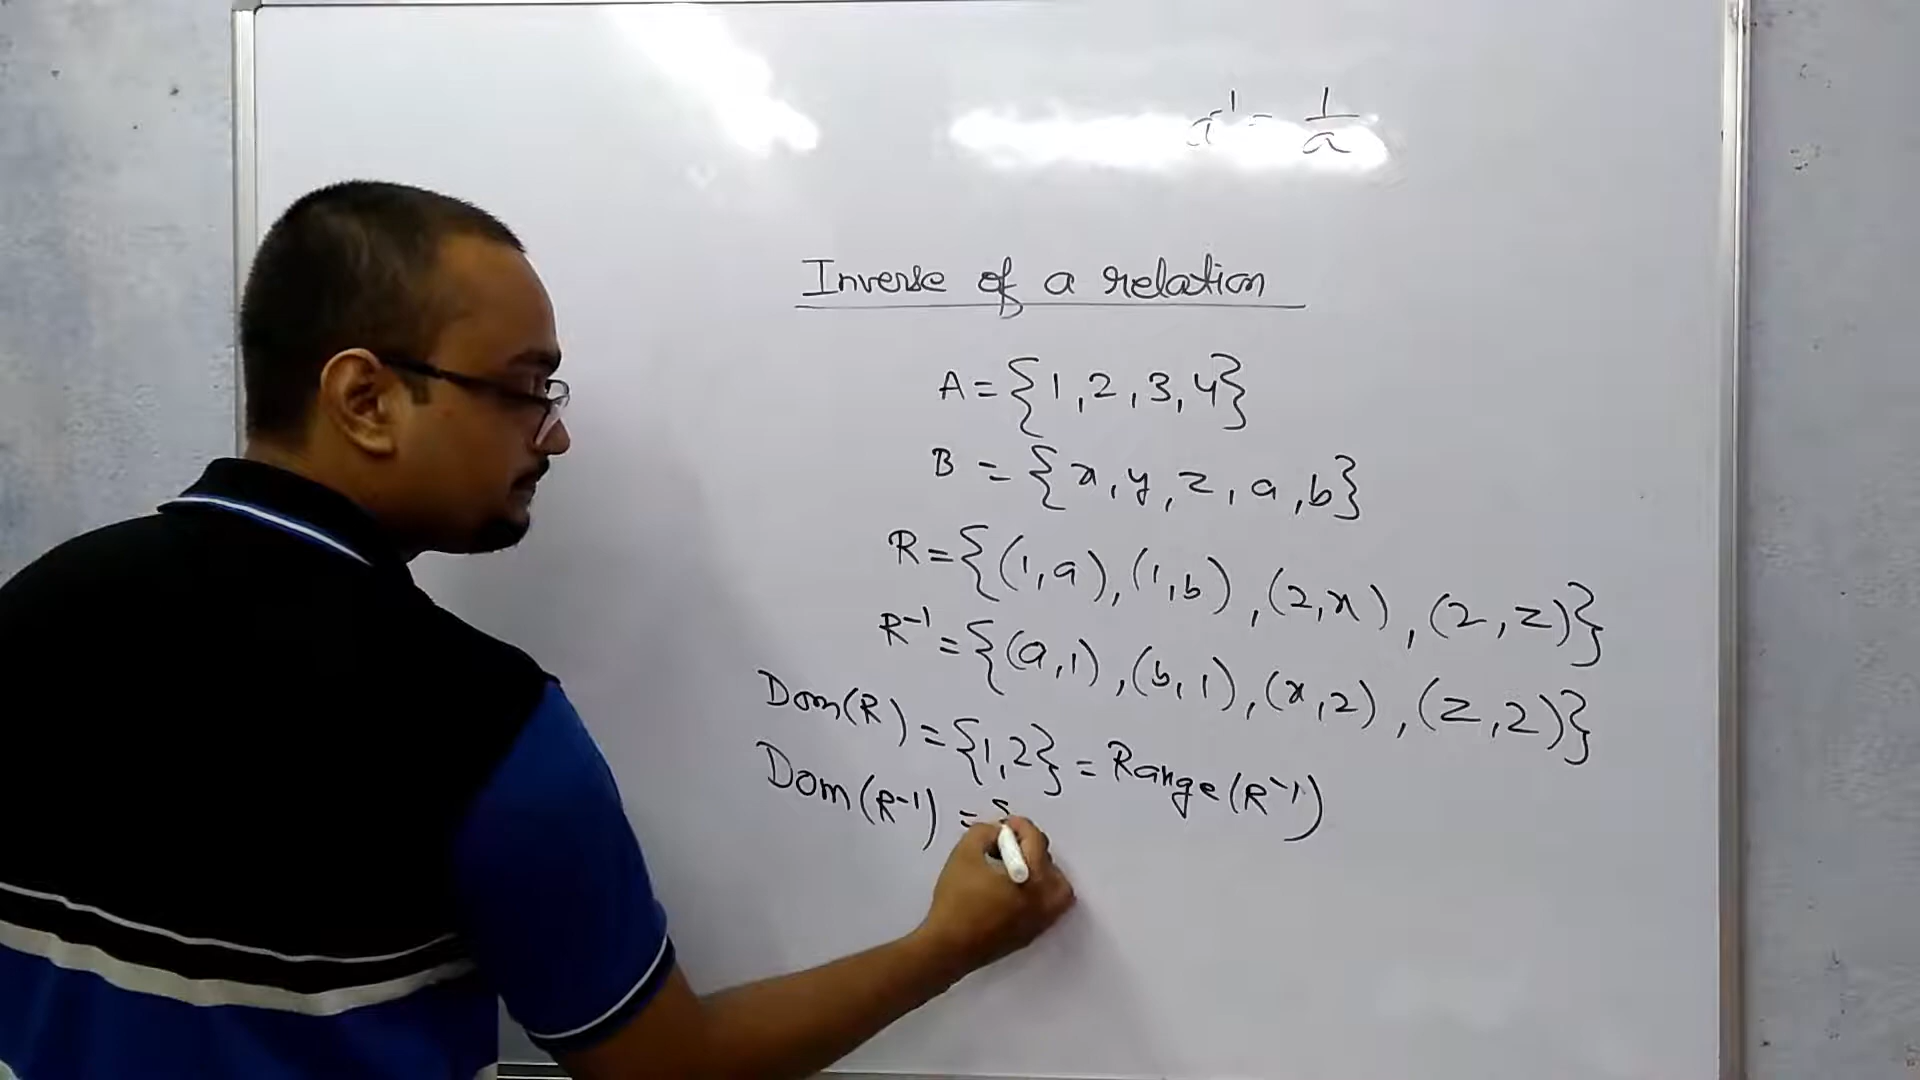 a⁻¹ = 1/a
Inverse of a relation
A = {1, 2, 3, 4}
B = {x, y, z, a, b}
R = {(1, a), (1, b), (2, x), (2, z)}
R⁻¹ = {(a, 1), (b, 1), (x, 2), (z, 2)}
Dom(R) = {1, 2} = Range(R⁻¹)
Dom(R⁻¹) = {